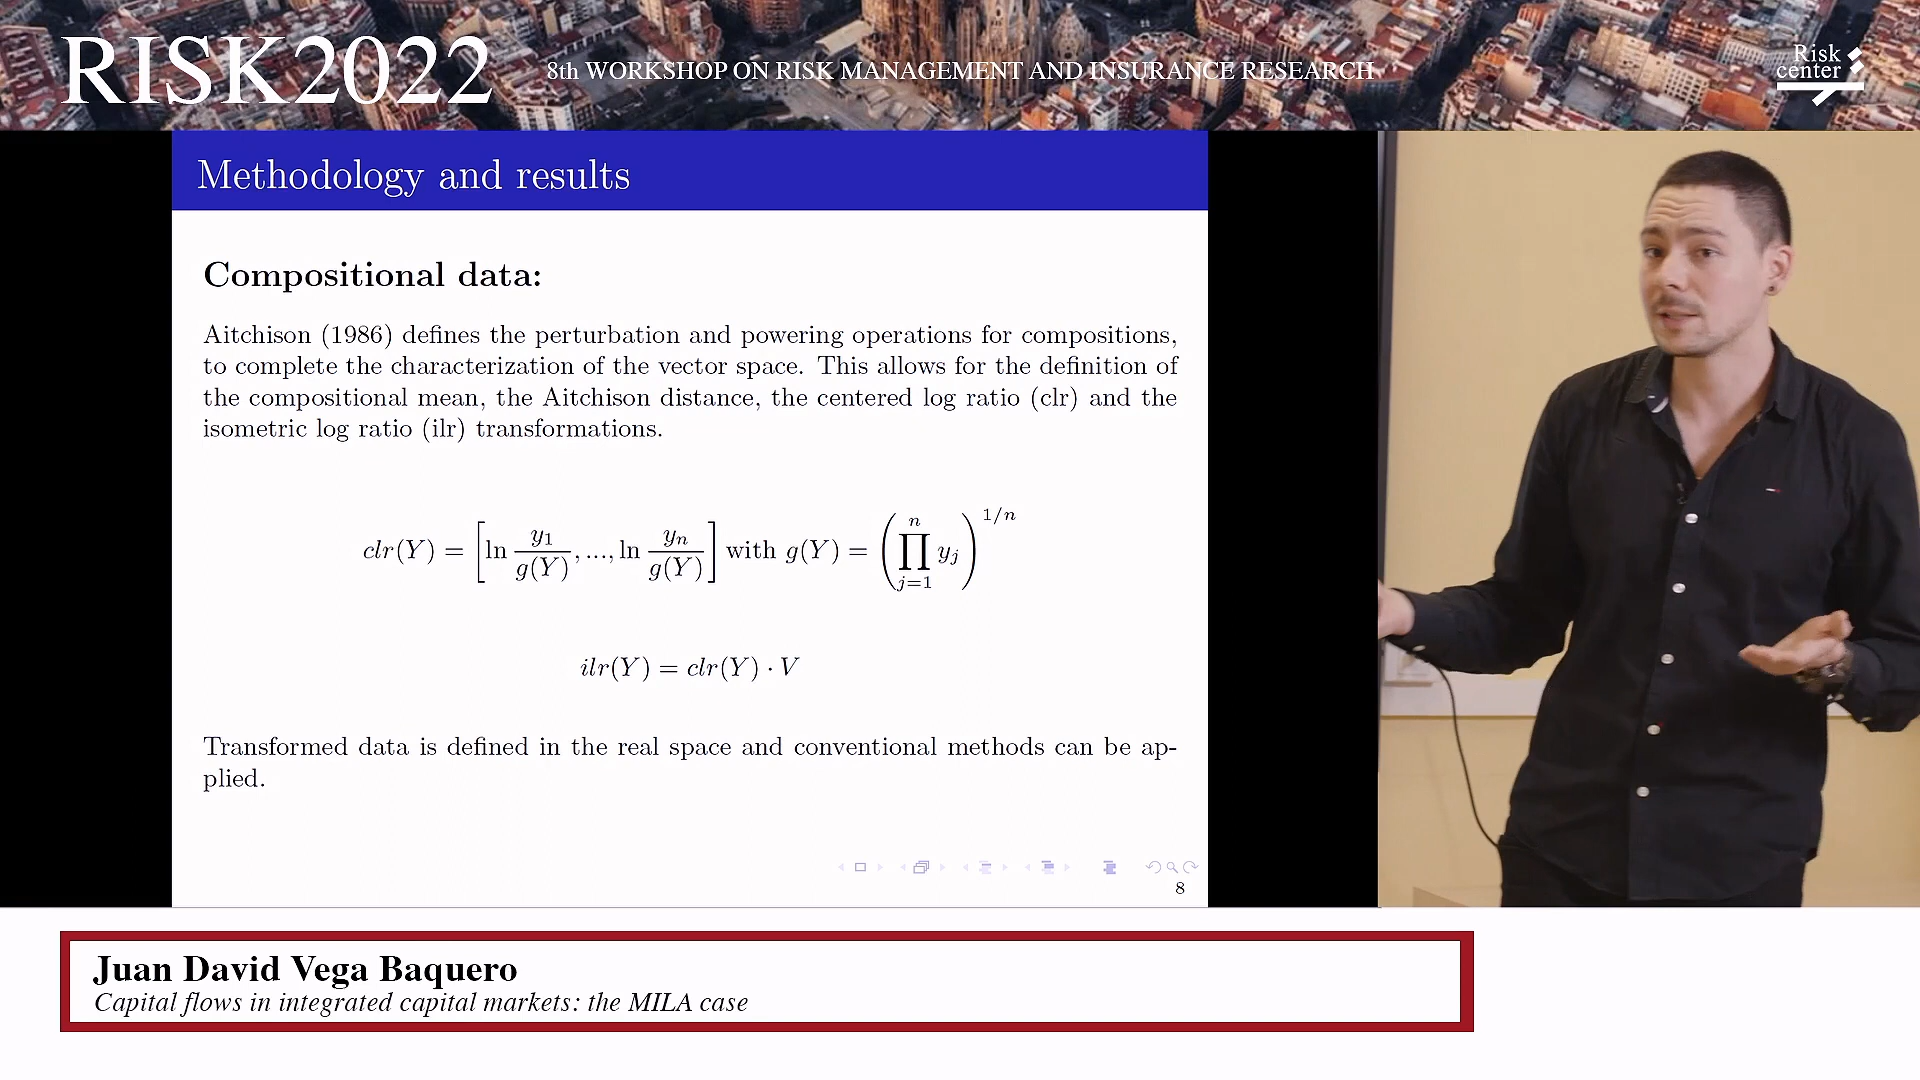 RISK2022
8th WORKSHOP ON RISK MANAGEMENT AND INSURANCE RESEARCH
Risk
center
Methodology and results
Compositional data:
Aitchison (1986) defines the perturbation and powering operations for compositions,
to complete the characterization of the vector space. This allows for the definition of
the compositional mean, the Aitchison distance, the centered log ratio (clr) and the
isometric log ratio (ilr) transformations.
clr(Y) = [ln y₁/g(Y), ..., ln yₙ/g(Y)] with g(Y) = (∏ⁿⱼ₌₁ yⱼ)^{1/n}
ilr(Y) = clr(Y) · V
Transformed data is defined in the real space and conventional methods can be ap-
plied.
8
Juan David Vega Baquero
Capital flows in integrated capital markets: the MILA case